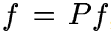 f = Pf